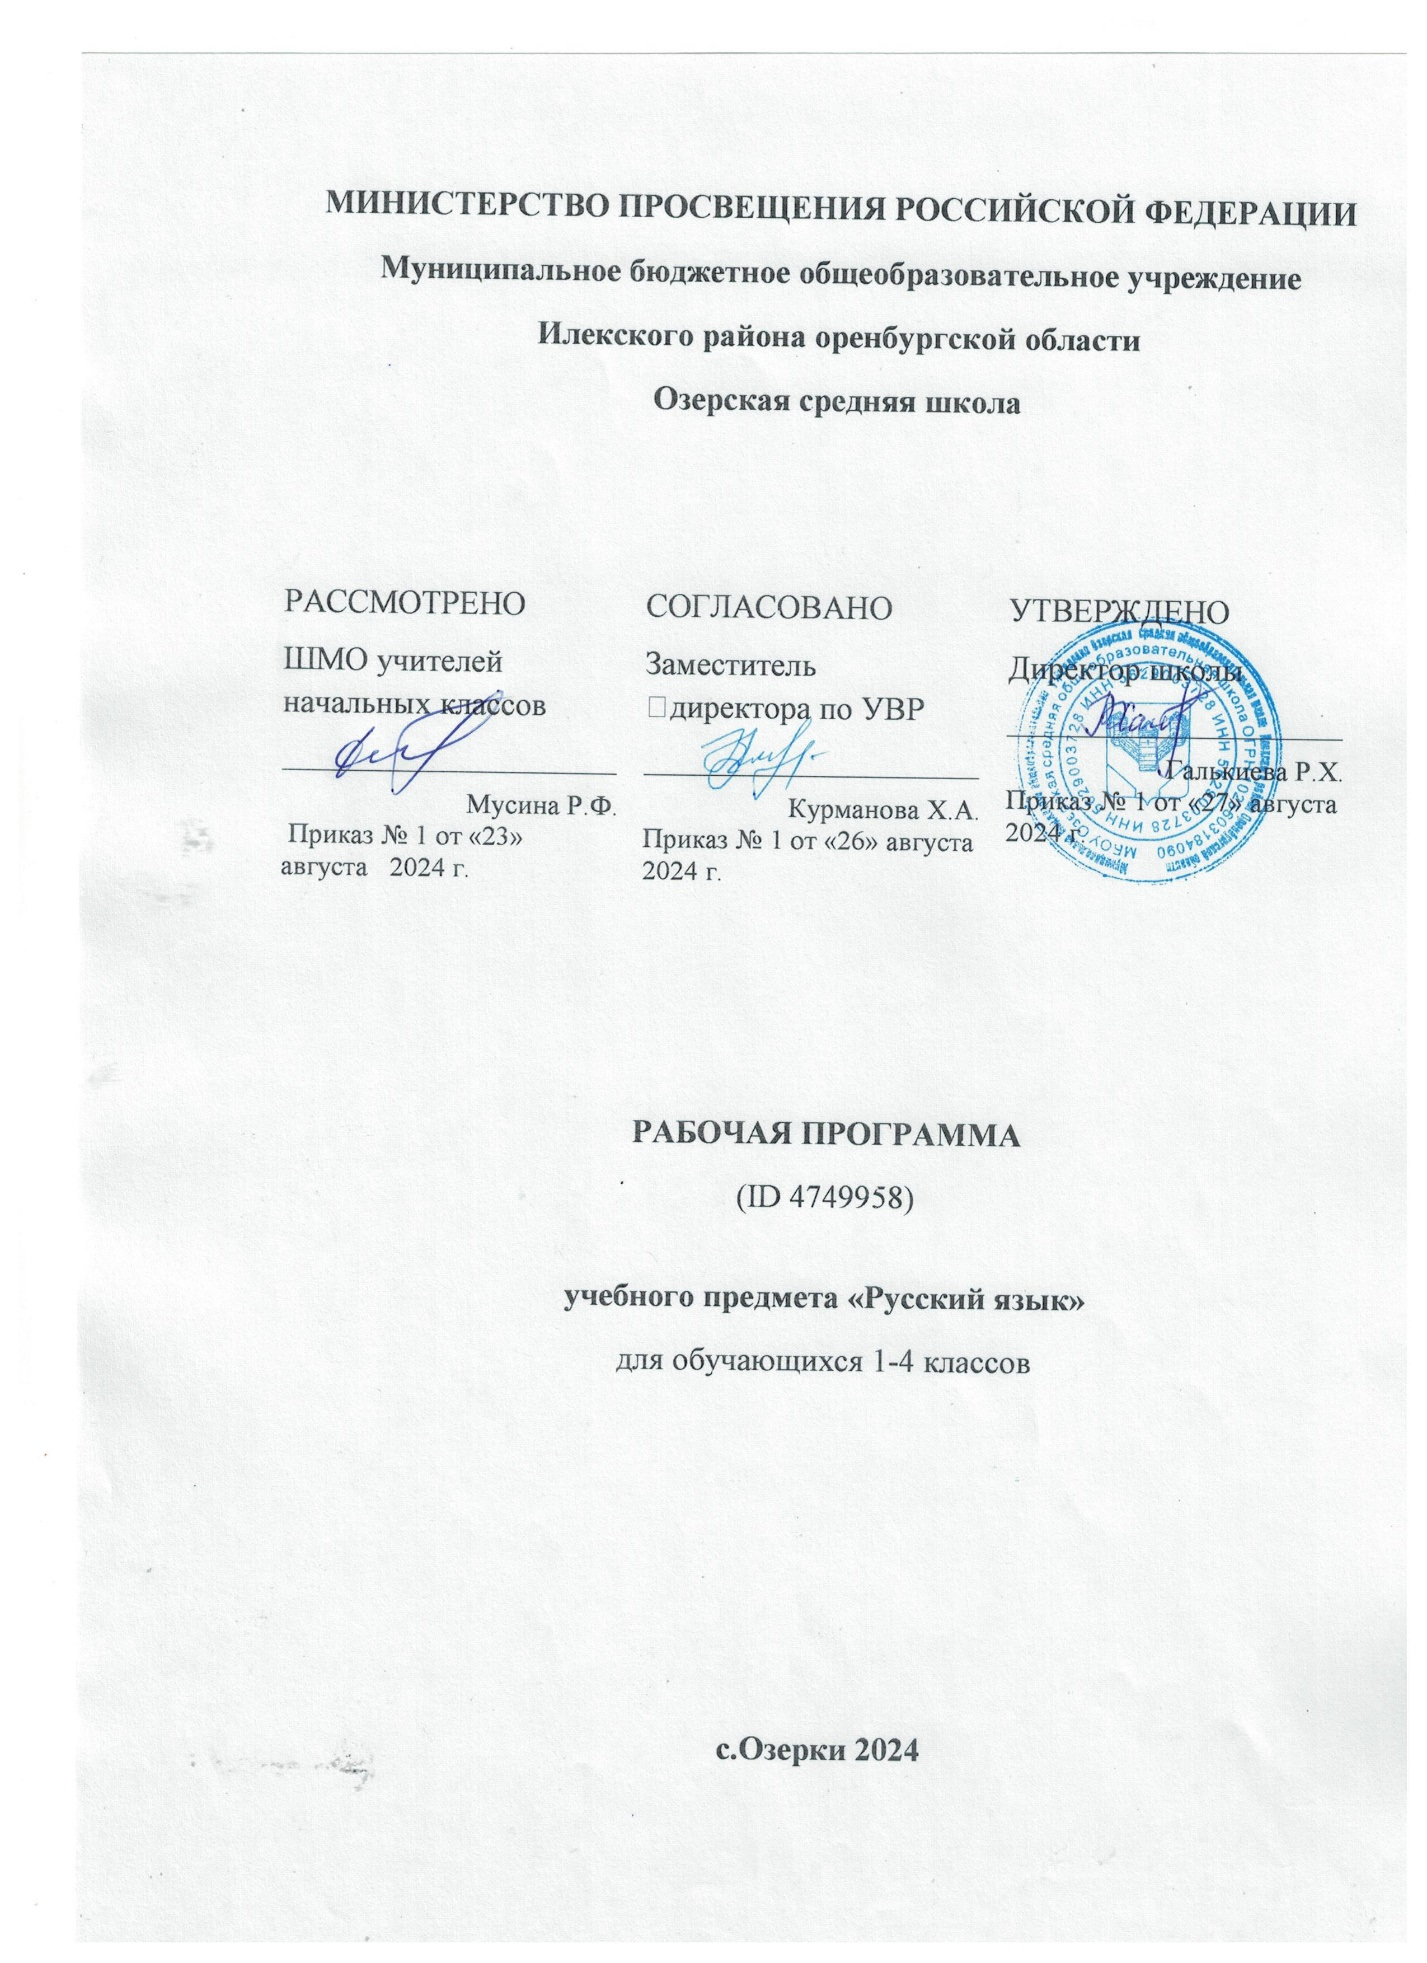 МИНИСТЕРСТВО ПРОСВЕЩЕНИЯ РОССИЙСКОЙ ФЕДЕРАЦИИ
Муниципальное бюджетное общеобразовательное учреждение
Илекского района оренбургской области
Озерская средняя школа
РАССМОТРЕНО
ШМО учителей
начальных классов
Мусина Р.Ф.
Приказ № 1 от «23»
августа 2024 г.
СОГЛАСОВАНО
Заместитель
директора по УВР
Курманова Х.А.
Приказ № 1 от «26» августа
2024 г.
УТВЕРЖДЕНО
Директор школы
Галькиева Р.Х.
Приказ № 1 от «27» августа
2024 г.
РАБОЧАЯ ПРОГРАММА
(ID 4749958)
учебного предмета «Русский язык»
для обучающихся 1-4 классов
с.Озерки 2024